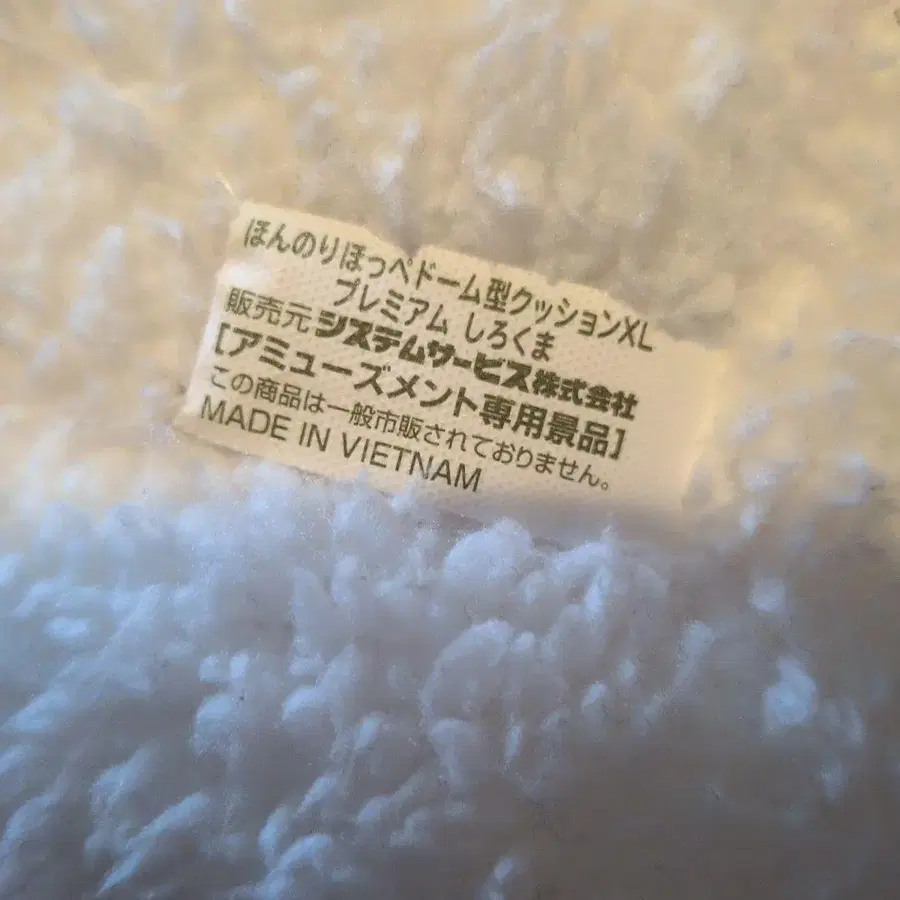 ほんのりほっぺドーム型クッションXL
プレミアム しろくま
販売元 システムサービス株式会社
[アミューズメント専用景品]
この商品は一般市販されておりません。
MADE IN VIETNAM